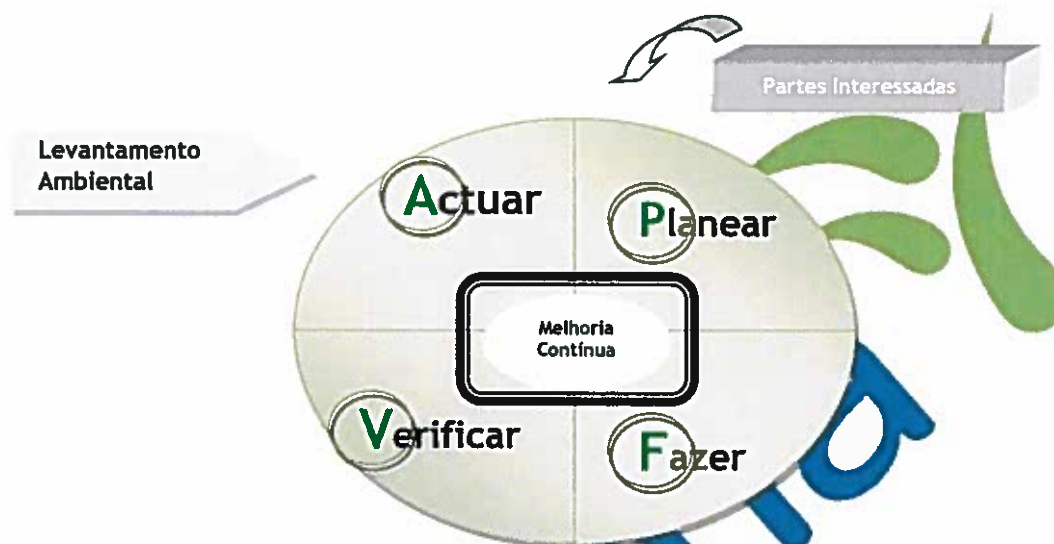 Partes Interessadas
Levantamento
Ambiental
Actuar
Planear
Melhoria
Contínua
Verificar
Fazer